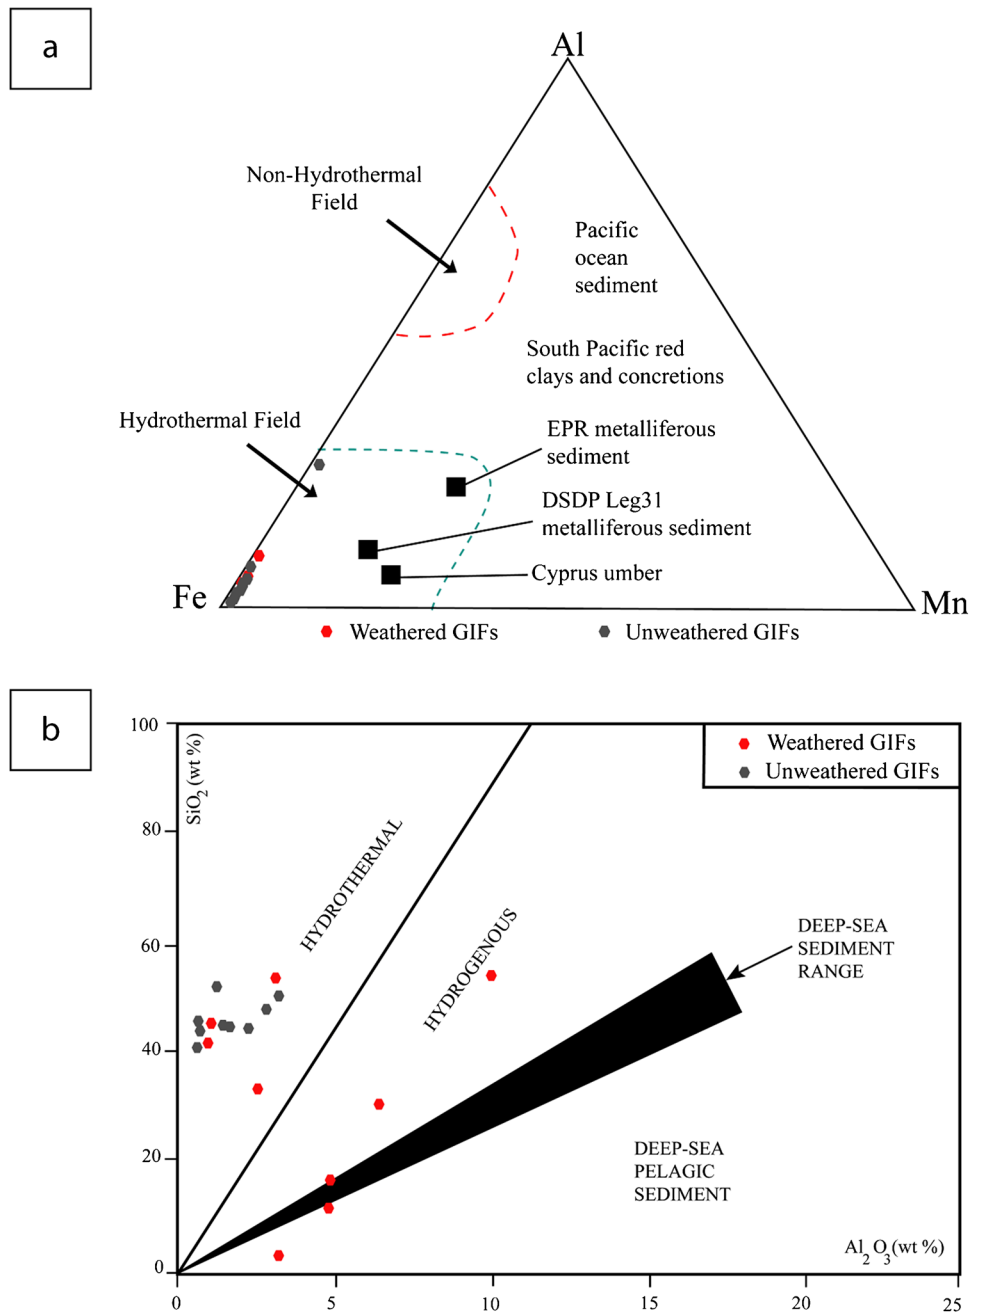 a
Al
Non-Hydrothermal
Field
Pacific
ocean
sediment
South Pacific red
clays and concretions
Hydrothermal Field
EPR metalliferous
sediment
DSDP Leg31
metalliferous sediment
Cyprus umber
Fe
Mn
Weathered GIFs
Unweathered GIFs
b
100
80
60
40
20
0
SiO2 (wt %)
Weathered GIFs
Unweathered GIFs
HYDROTHERMAL
HYDROGENOUS
DEEP-SEA
SEDIMENT
RANGE
DEEP-SEA
PELAGIC
SEDIMENT
Al2O3 (wt %)
0 5 10 15 20 25